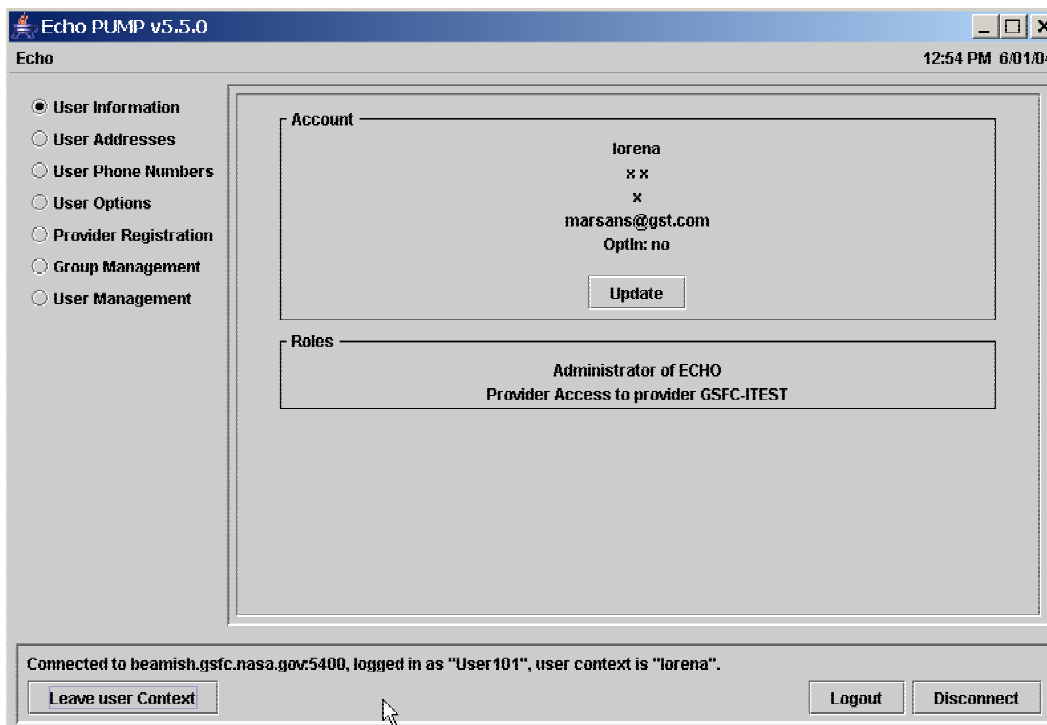 Echo PUMP v5.5.0
Echo
12:54 PM 6/01/0
User Information
User Addresses
User Phone Numbers
User Options
Provider Registration
Group Management
User Management
Account
lorena
x x
x
marsans@gst.com
OptIn: no
Update
Roles
Administrator of ECHO
Provider Access to provider GSFC-ITEST
Connected to beamish.gsfc.nasa.gov:5400, logged in as "User101", user context is "lorena".
Leave user Context
Logout
Disconnect